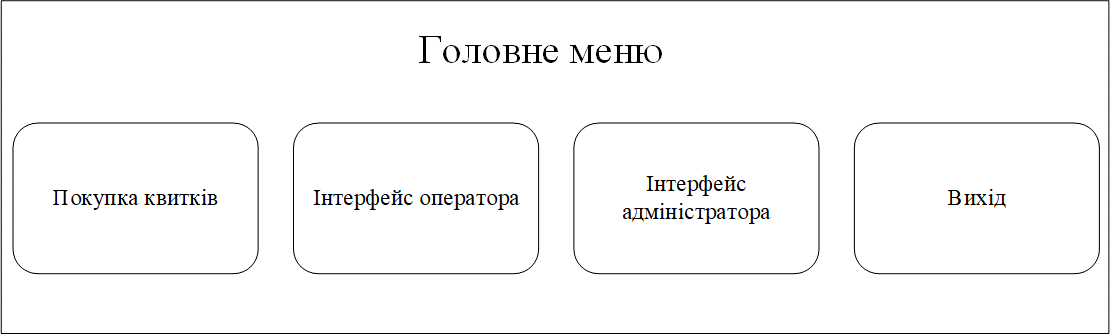 Головне меню
Покупка квитків
Інтерфейс оператора
Інтерфейс
адміністратора
Вихід